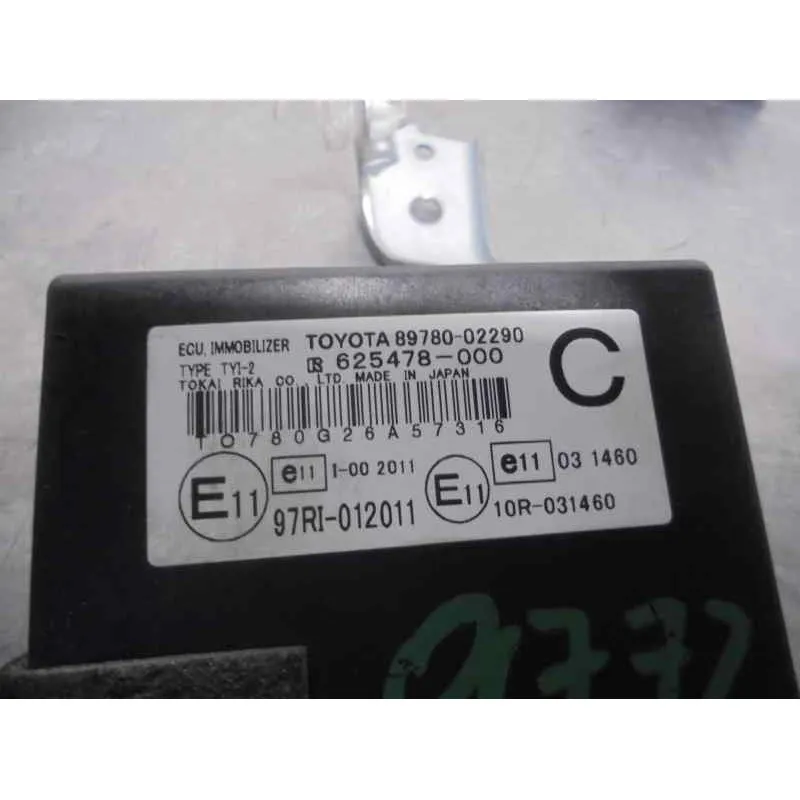 ECU, IMMOBILIZER TOYOTA 89780-02290
TYPE TYI-2 625478-000
TOKAI RIKA CO., LTD. MADE IN JAPAN
C
TO780G26A57316
E11 e11 1-00 2011
97RI-012011
E11 e11 03 1460
10R-031460